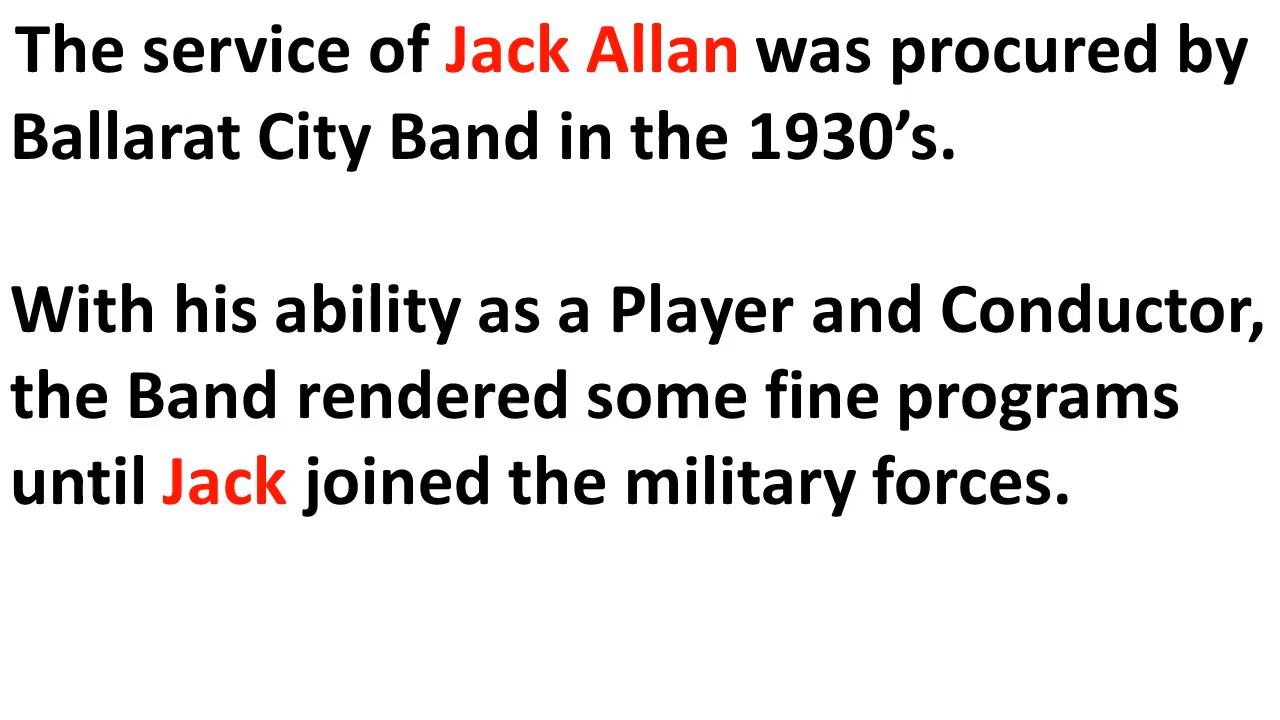 The service of Jack Allan was procured by
Ballarat City Band in the 1930’s.
With his ability as a Player and Conductor,
the Band rendered some fine programs
until Jack joined the military forces.